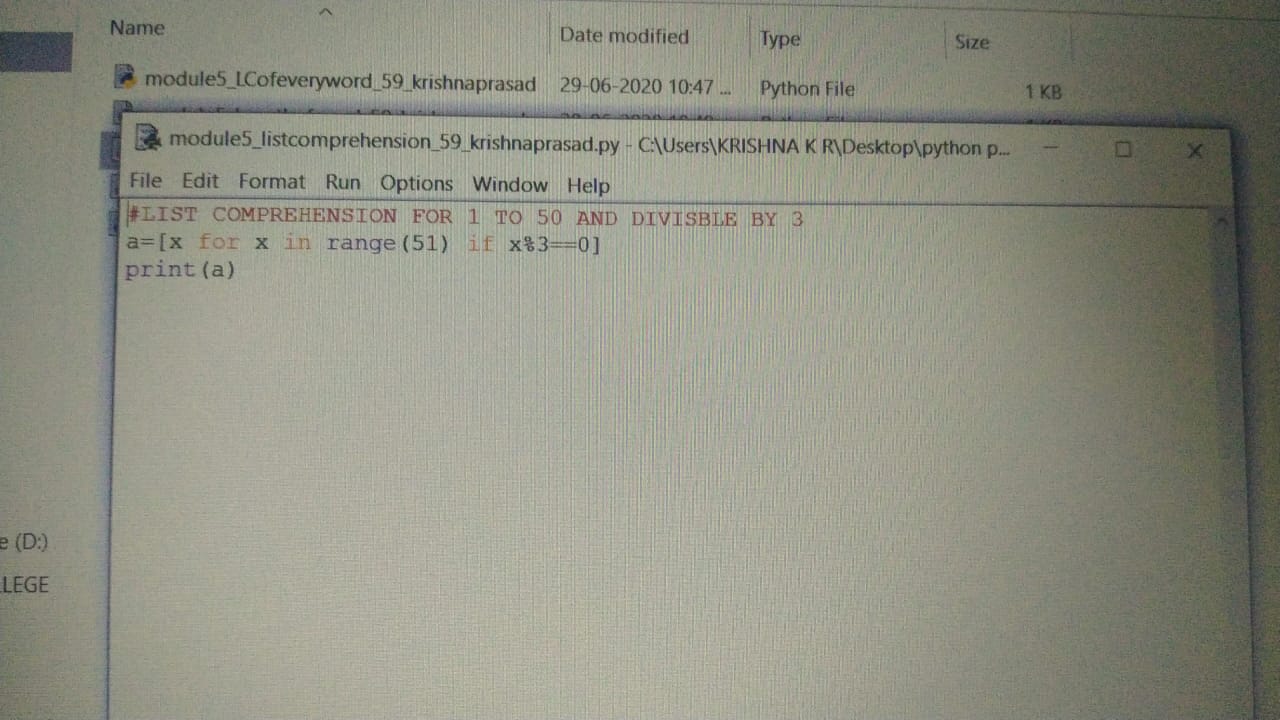 Name Date modified Type Size
module5_LCofeveryword_59_krishnaprasad 29-06-2020 10:47 ... Python File 1 KB
module5_listcomprehension_59_krishnaprasad.py - C:\Users\KRISHNA K R\Desktop\python p...
File Edit Format Run Options Window Help
#LIST COMPREHENSION FOR 1 TO 50 AND DIVISBLE BY 3
a=[x for x in range(51) if x%3==0]
print(a)
e (D:)
LLEGE